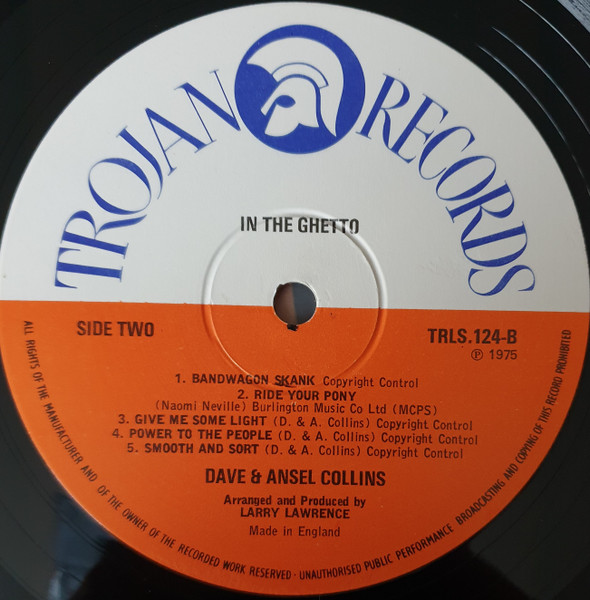 TROJAN RECORDS
IN THE GHETTO
SIDE TWO
TRLS.124-B
℗ 1975
1. BANDWAGON SKANK Copyright Control
2. RIDE YOUR PONY
(Naomi Neville) Burlington Music Co Ltd (MCPS)
3. GIVE ME SOME LIGHT (D. & A. Collins) Copyright Control
4. POWER TO THE PEOPLE (D. & A. Collins) Copyright Control
5. SMOOTH AND SORT (D. & A. Collins) Copyright Control
DAVE & ANSEL COLLINS
Arranged and Produced by
LARRY LAWRENCE
Made in England
ALL RIGHTS OF THE MANUFACTURER AND OF THE OWNER OF THE RECORDED WORK RESERVED · UNAUTHORISED PUBLIC PERFORMANCE BROADCASTING AND COPYING OF THIS RECORD PROHIBITED